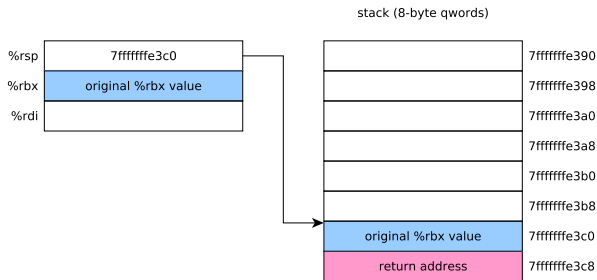 stack (8-byte qwords)
%rsp 7fffffffe3c0
%rbx original %rbx value
%rdi
7fffffffe390
7fffffffe398
7fffffffe3a0
7fffffffe3a8
7fffffffe3b0
7fffffffe3b8
original %rbx value 7fffffffe3c0
return address 7fffffffe3c8